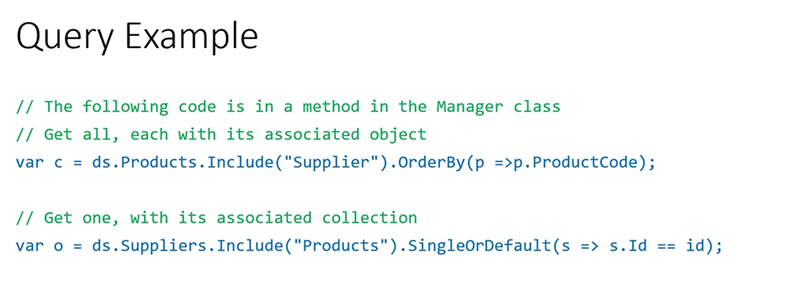 Query Example
// The following code is in a method in the Manager class
// Get all, each with its associated object
var c = ds.Products.Include("Supplier").OrderBy(p =>p.ProductCode);
// Get one, with its associated collection
var o = ds.Suppliers.Include("Products").SingleOrDefault(s => s.Id == id);